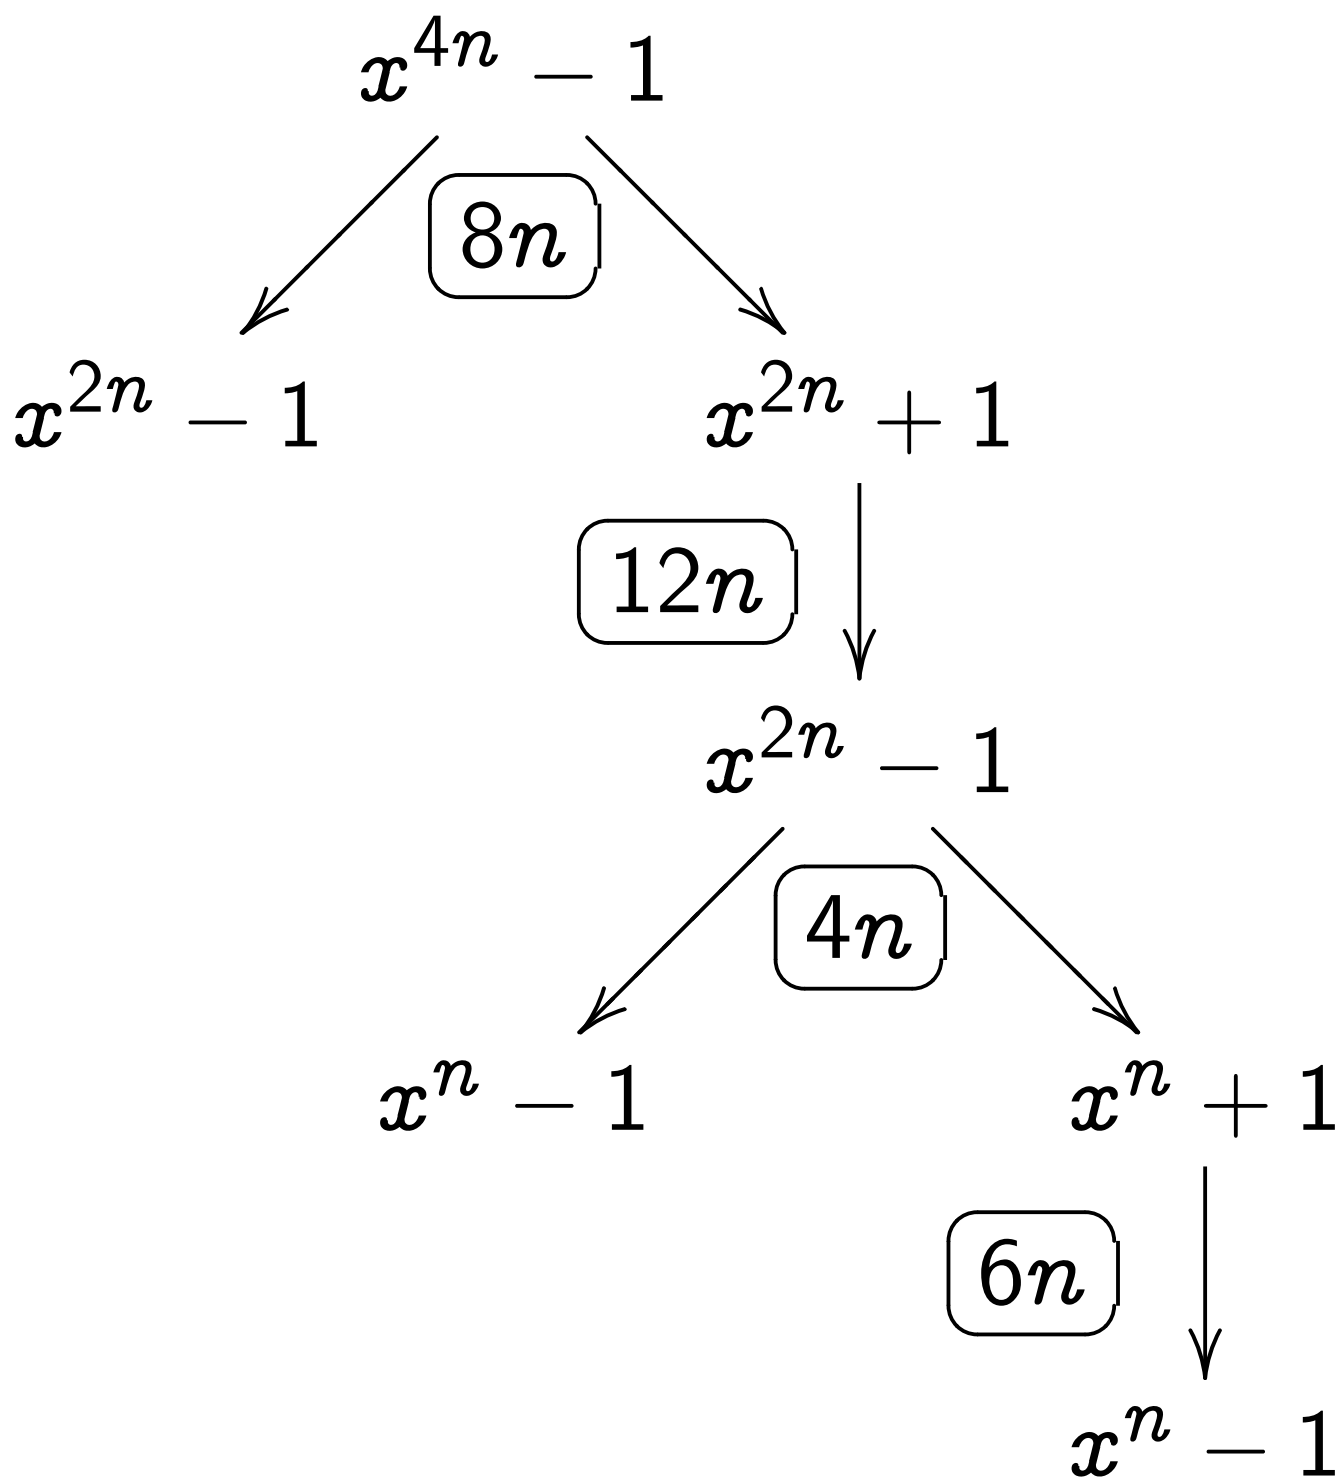 x^{4n} − 1
8n
x^{2n} − 1 x^{2n} + 1
12n
x^{2n} − 1
4n
x^n − 1 x^n + 1
6n
x^n − 1